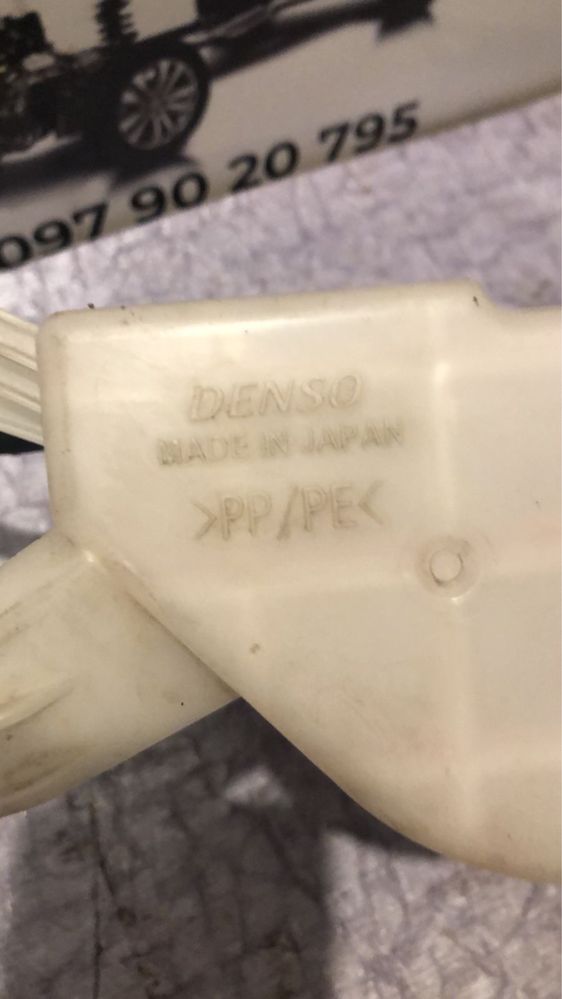 097 90 20 795
DENSO
MADE IN JAPAN
>PP/PE<